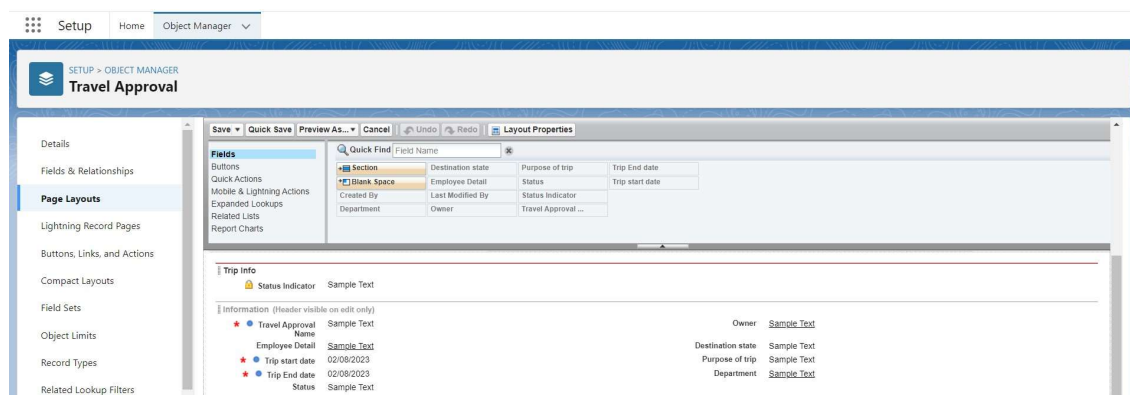 Setup Home Object Manager
SETUP > OBJECT MANAGER
Travel Approval
Details
Fields & Relationships
Page Layouts
Lightning Record Pages
Buttons, Links, and Actions
Compact Layouts
Field Sets
Object Limits
Record Types
Related Lookup Filters
Save Quick Save Preview As... Cancel Undo Redo Layout Properties
Fields
Buttons
Quick Actions
Mobile & Lightning Actions
Expanded Lookups
Related Lists
Report Charts
Quick Find Field Name
Section Destination state Purpose of trip Trip End date
Blank Space Employee Detail Status Trip start date
Created By Last Modified By Status Indicator
Department Owner Travel Approval ...
Trip Info
Status Indicator Sample Text
Information (Header visible on edit only)
Travel Approval Name Sample Text Owner Sample Text
Employee Detail Sample Text Destination state Sample Text
Trip start date 02/08/2023 Purpose of trip Sample Text
Trip End date 02/08/2023 Department Sample Text
Status Sample Text